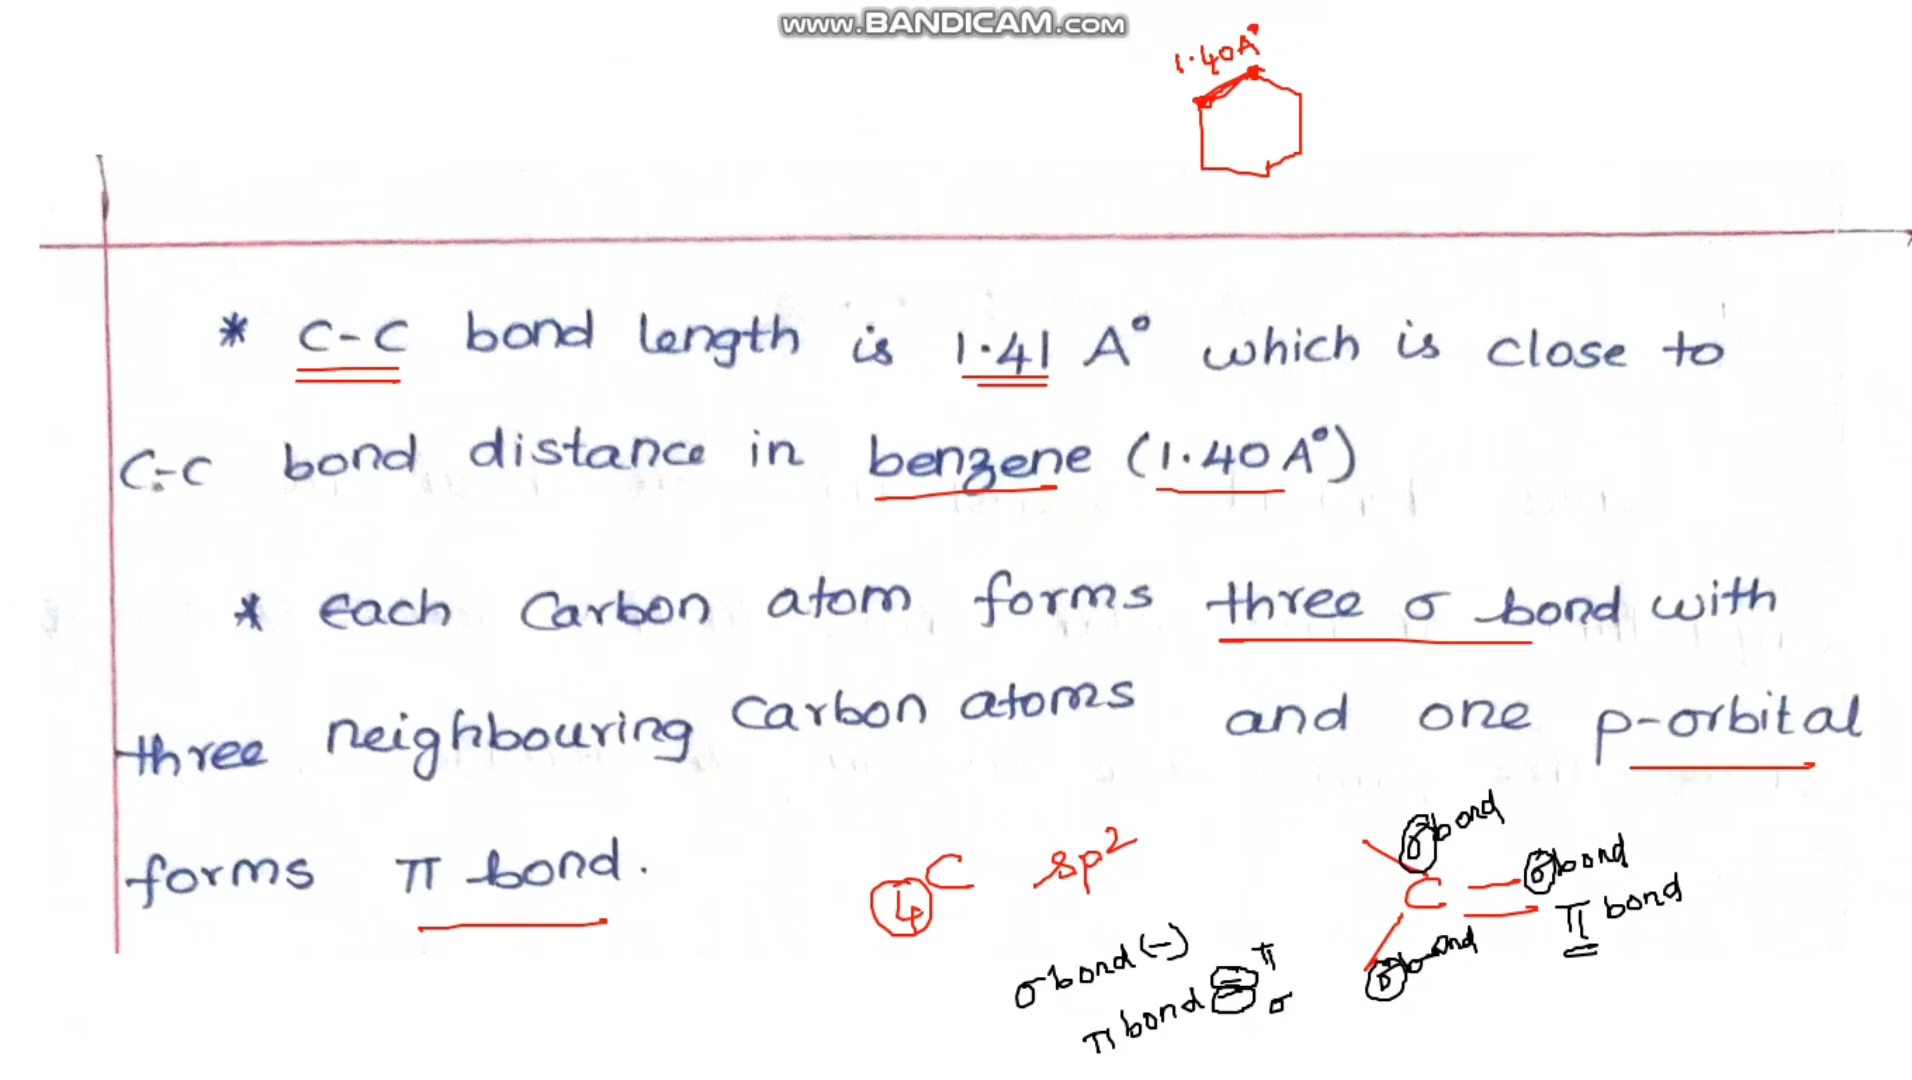 www.BANDICAM.com
1.40A°
* C-C bond length is 1.41 A° which is close to
C-C bond distance in benzene (1.40 A°)
* each carbon atom forms three σ bond with
three neighbouring carbon atoms and one p-orbital
forms π bond.
4 C sp²
σ bond
C
σ bond
π bond
σ bond
σ bond (-)
π bond = π
σ